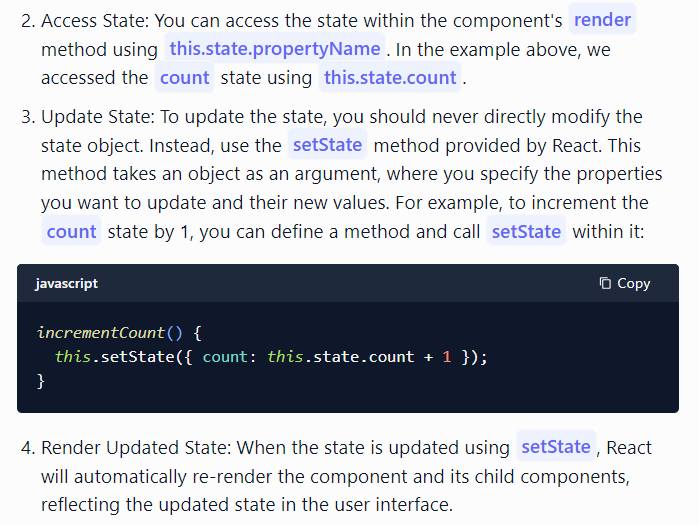 2. Access State: You can access the state within the component's render
method using this.state.propertyName . In the example above, we
accessed the count state using this.state.count .
3. Update State: To update the state, you should never directly modify the
state object. Instead, use the setState method provided by React. This
method takes an object as an argument, where you specify the properties
you want to update and their new values. For example, to increment the
count state by 1, you can define a method and call setState within it:
javascript Copy
incrementCount() {
  this.setState({ count: this.state.count + 1 });
}
4. Render Updated State: When the state is updated using setState , React
will automatically re-render the component and its child components,
reflecting the updated state in the user interface.